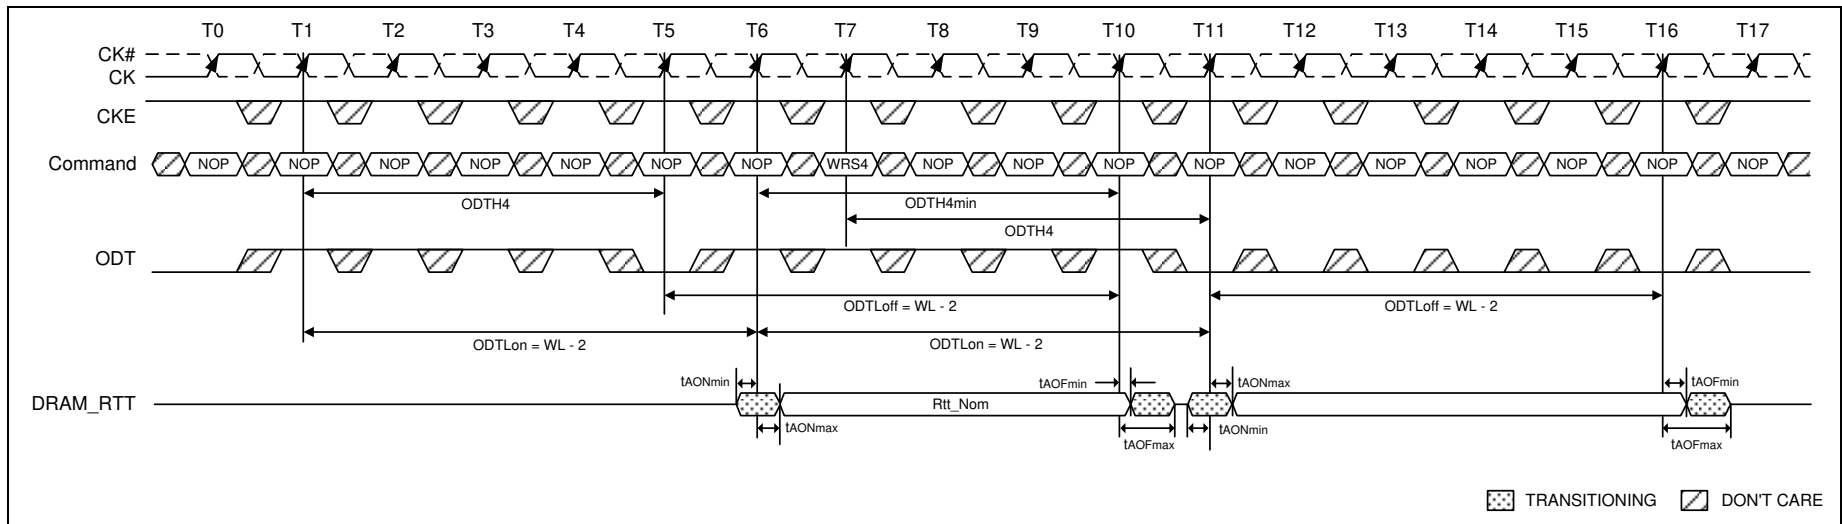 T0 T1 T2 T3 T4 T5 T6 T7 T8 T9 T10 T11 T12 T13 T14 T15 T16 T17
CK#
CK
CKE
Command NOP NOP NOP NOP NOP NOP NOP WRS4 NOP NOP NOP NOP NOP NOP NOP NOP NOP NOP
ODTH4 ODTH4min
ODTH4
ODT
ODTLoff = WL - 2 ODTLoff = WL - 2
ODTLon = WL - 2 ODTLon = WL - 2
tAONmin tAOFmin tAONmax tAOFmin
DRAM_RTT Rtt_Nom
tAONmax tAOFmax tAONmin tAOFmax
TRANSITIONING DON'T CARE